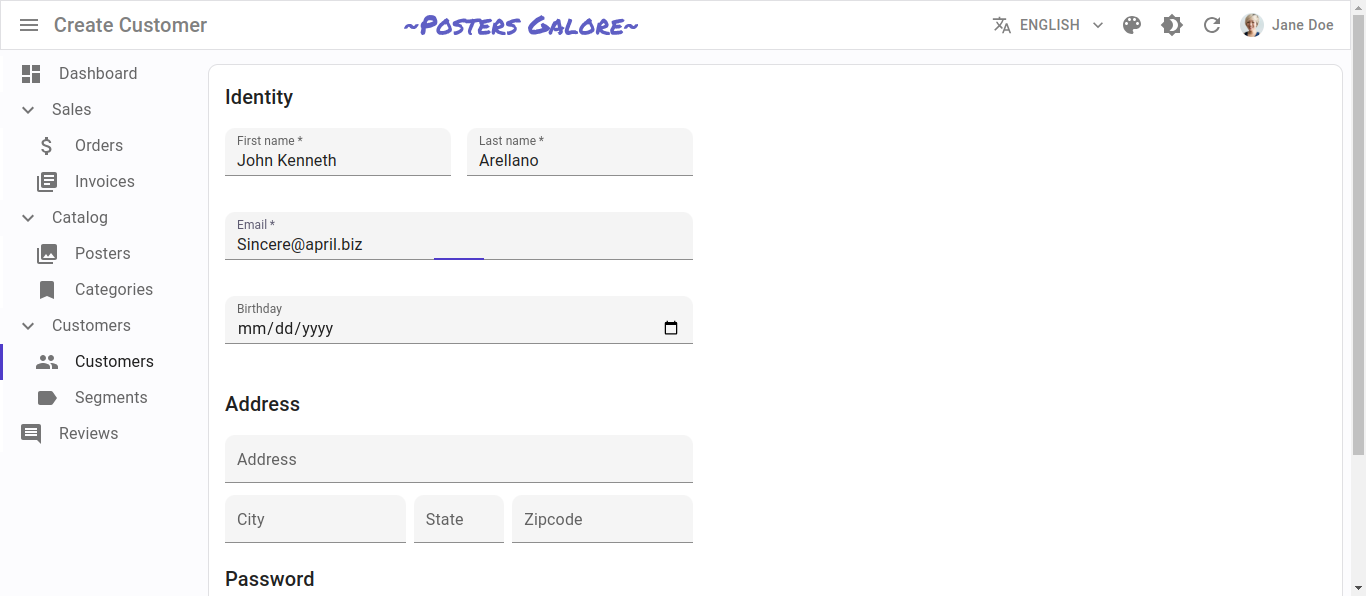 Create Customer
~Posters Galore~
ENGLISH
Jane Doe
Dashboard
Sales
Orders
Invoices
Catalog
Posters
Categories
Customers
Customers
Segments
Reviews
Identity
First name *
John Kenneth
Last name *
Arellano
Email *
Sincere@april.biz
Birthday
mm/dd/yyyy
Address
Address
City
State
Zipcode
Password